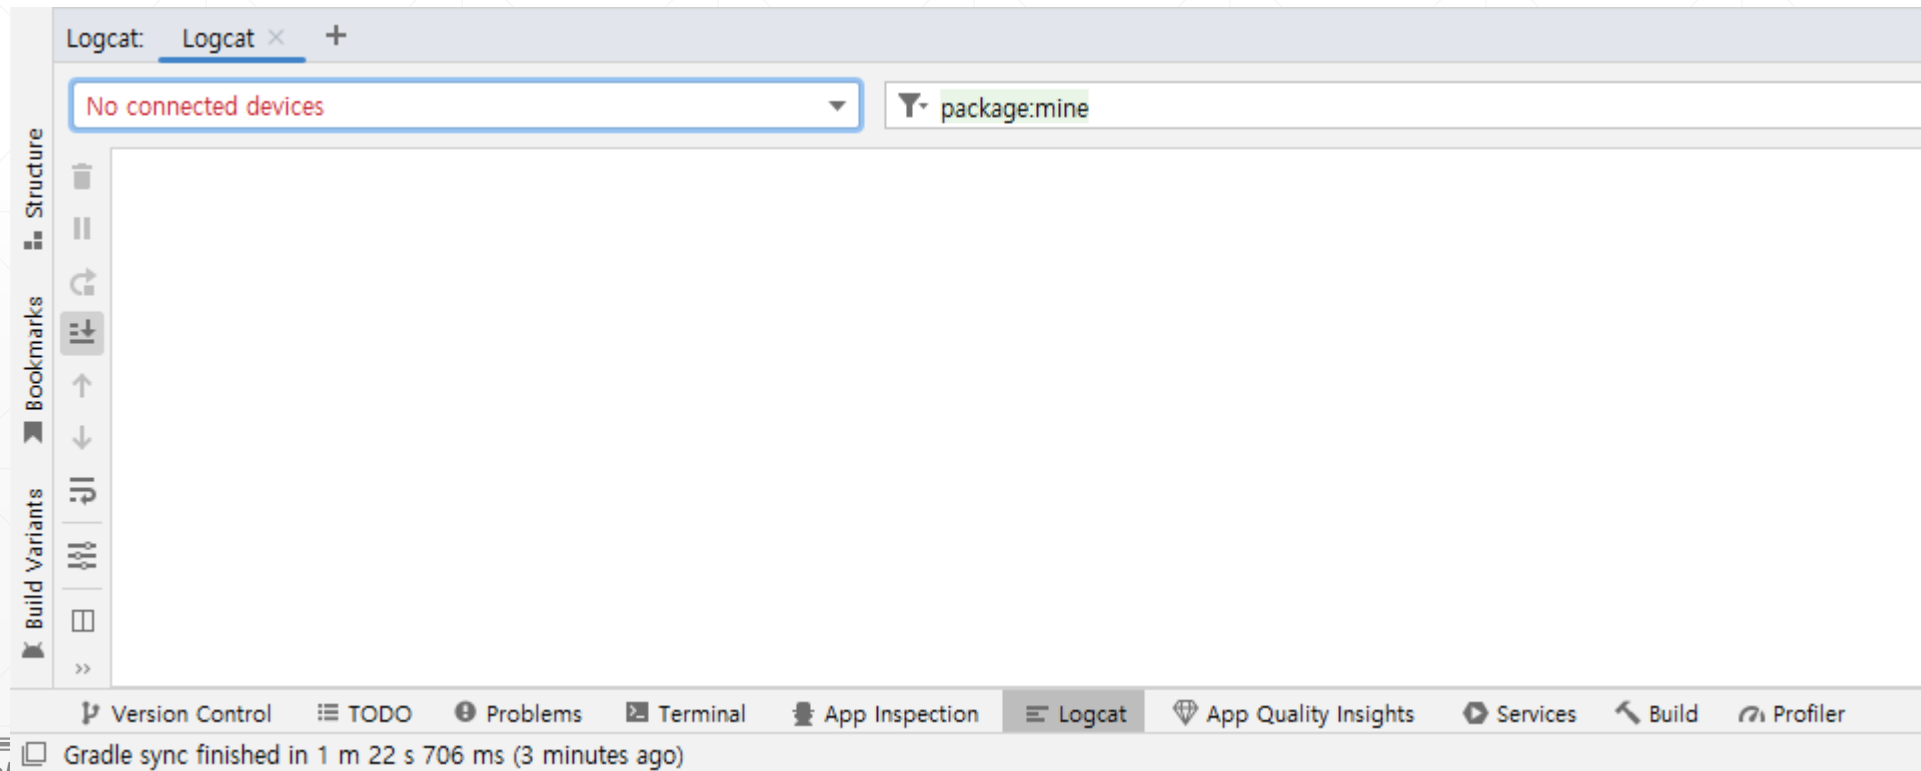 Logcat: Logcat
No connected devices
package:mine
Structure
Bookmarks
Build Variants
Version Control TODO Problems Terminal App Inspection Logcat App Quality Insights Services Build Profiler
Gradle sync finished in 1 m 22 s 706 ms (3 minutes ago)